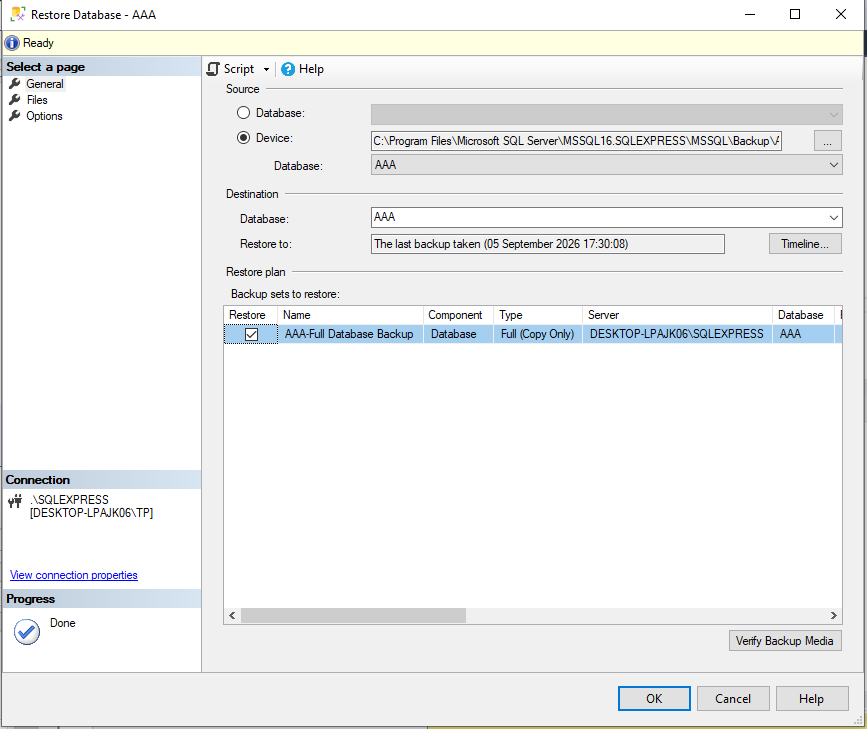 Restore Database - AAA
Ready
Select a page
General
Files
Options
Script
Help
Source
Database:
Device:
C:\Program Files\Microsoft SQL Server\MSSQL16.SQLEXPRESS\MSSQL\Backup\A
...
Database:
AAA
Destination
Database:
AAA
Restore to:
The last backup taken (05 September 2026 17:30:08)
Timeline...
Restore plan
Backup sets to restore:
Restore Name Component Type Server Database
AAA-Full Database Backup Database Full (Copy Only) DESKTOP-LPAJK06\SQLEXPRESS AAA
Connection
.\SQLEXPRESS
[DESKTOP-LPAJK06\TP]
View connection properties
Progress
Done
Verify Backup Media
OK Cancel Help